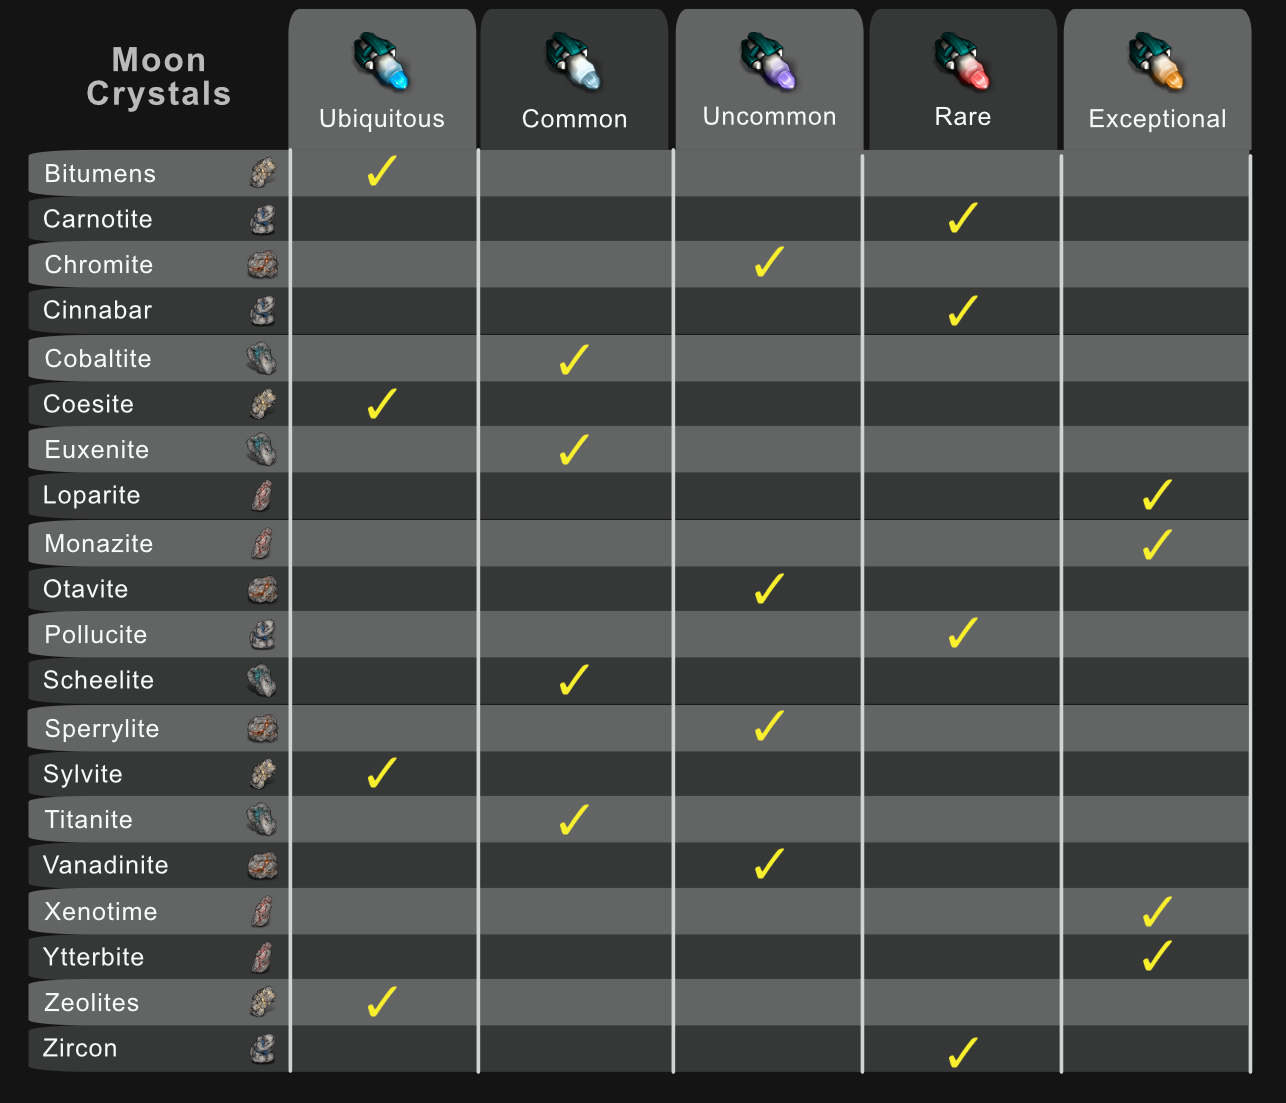 Moon
Crystals
Ubiquitous
Common
Uncommon
Rare
Exceptional
Bitumens ✓
Carnotite ✓
Chromite ✓
Cinnabar ✓
Cobaltite ✓
Coesite ✓
Euxenite ✓
Loparite ✓
Monazite ✓
Otavite ✓
Pollucite ✓
Scheelite ✓
Sperrylite ✓
Sylvite ✓
Titanite ✓
Vanadinite ✓
Xenotime ✓
Ytterbite ✓
Zeolites ✓
Zircon ✓